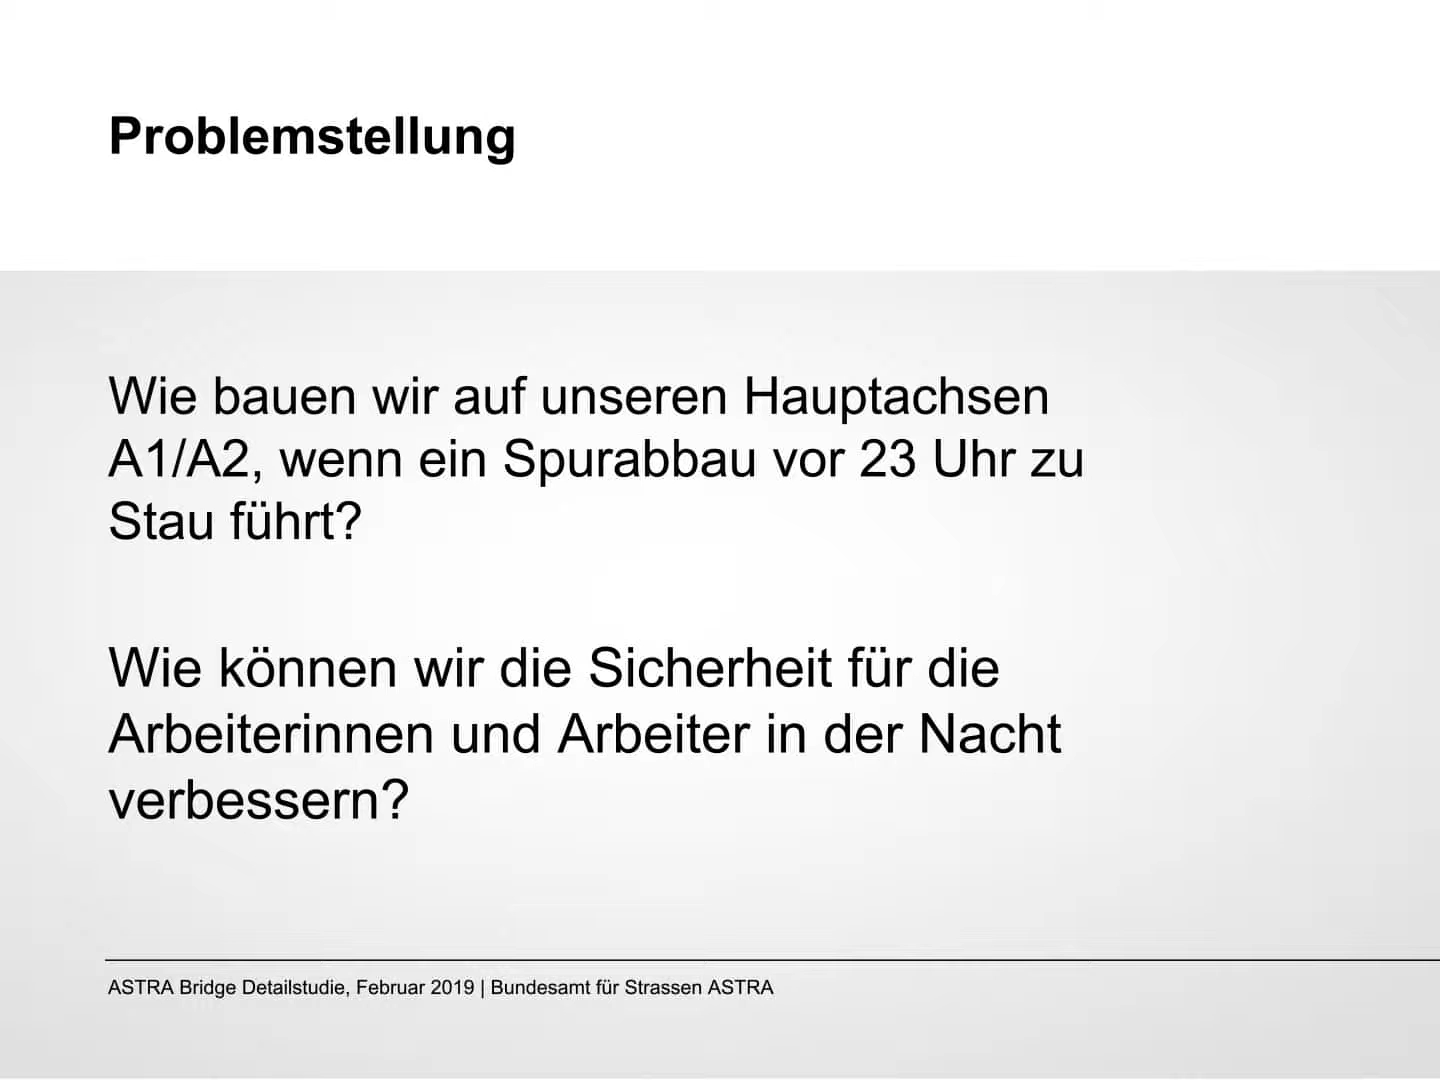 Problemstellung
Wie bauen wir auf unseren Hauptachsen
A1/A2, wenn ein Spurabbau vor 23 Uhr zu
Stau führt?
Wie können wir die Sicherheit für die
Arbeiterinnen und Arbeiter in der Nacht
verbessern?
ASTRA Bridge Detailstudie, Februar 2019 | Bundesamt für Strassen ASTRA